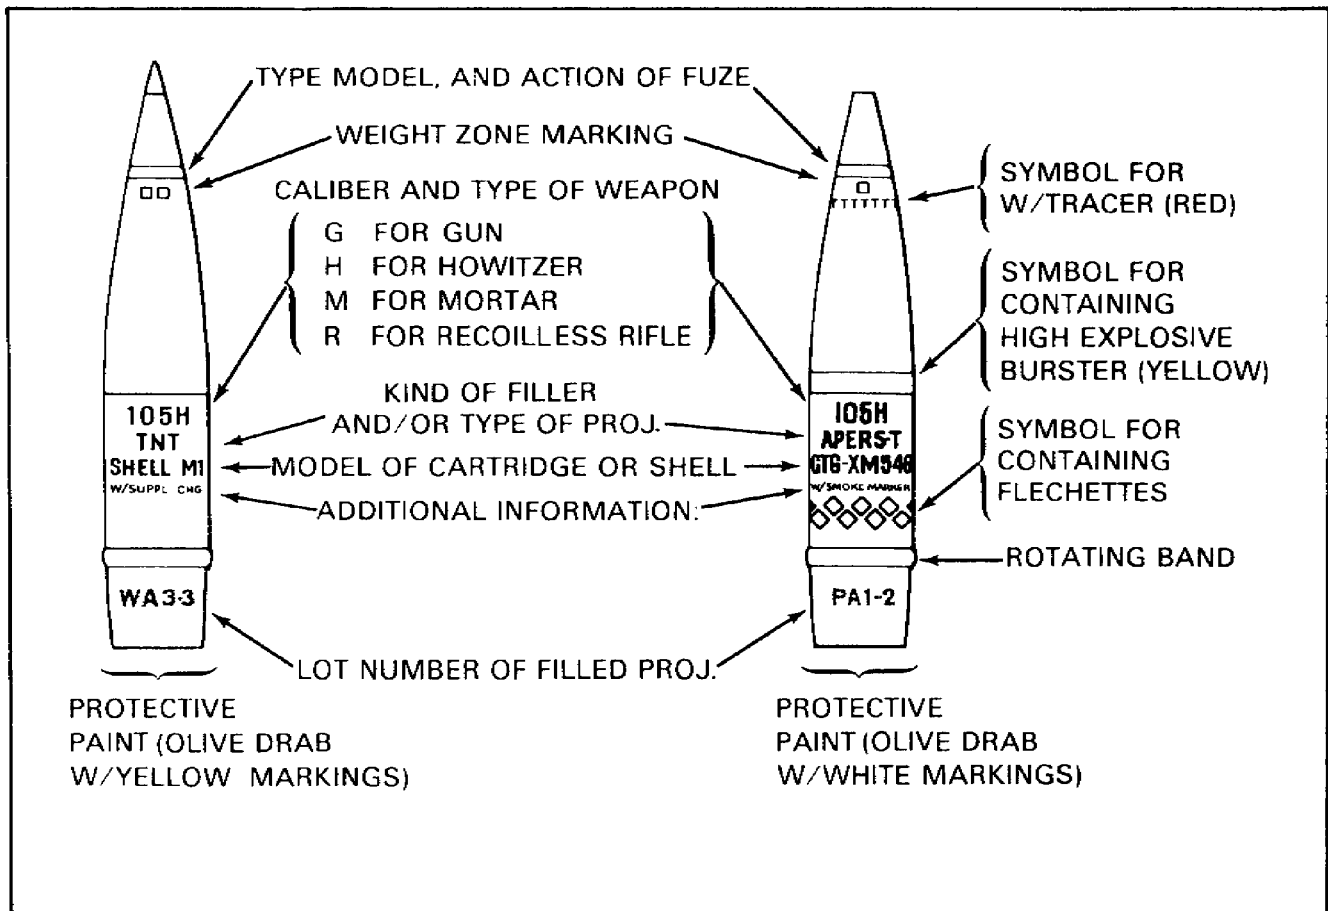 TYPE MODEL, AND ACTION OF FUZE
WEIGHT ZONE MARKING
CALIBER AND TYPE OF WEAPON
G FOR GUN
H FOR HOWITZER
M FOR MORTAR
R FOR RECOILLESS RIFLE
KIND OF FILLER
AND/OR TYPE OF PROJ.
MODEL OF CARTRIDGE OR SHELL
ADDITIONAL INFORMATION:
LOT NUMBER OF FILLED PROJ.
105H
TNT
SHELL M1
W/SUPPL CHG
WA3-3
PROTECTIVE
PAINT (OLIVE DRAB
W/YELLOW MARKINGS)
105H
APERS-T
CTG-XM546
W/SMOKE MARKER
PA1-2
PROTECTIVE
PAINT (OLIVE DRAB
W/WHITE MARKINGS)
SYMBOL FOR
W/TRACER (RED)
SYMBOL FOR
CONTAINING
HIGH EXPLOSIVE
BURSTER (YELLOW)
SYMBOL FOR
CONTAINING
FLECHETTES
ROTATING BAND